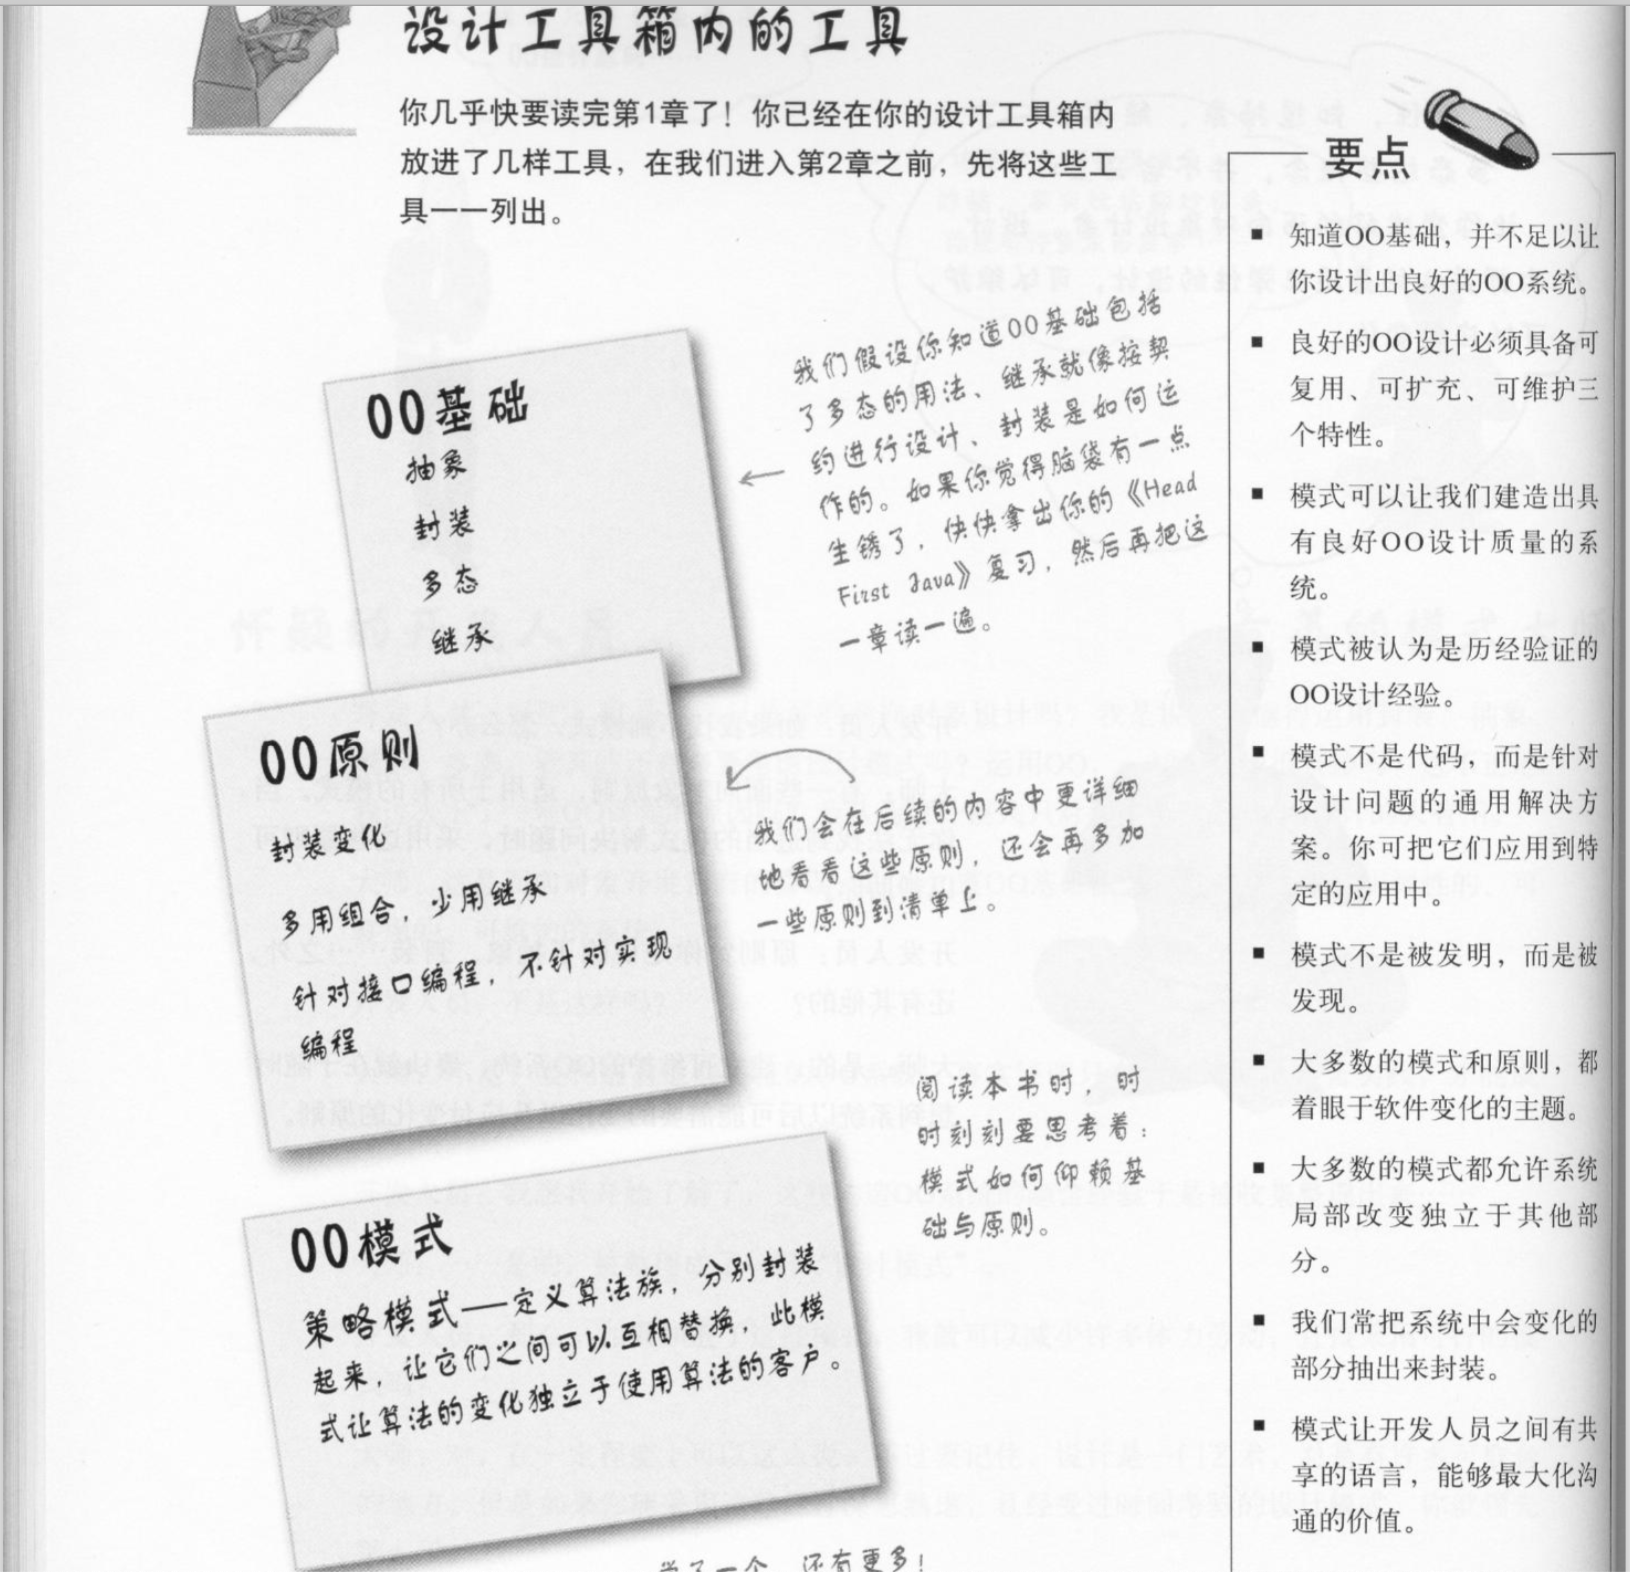 设计工具箱内的工具
你几乎快要读完第1章了！你已经在你的设计工具箱内
放进了几样工具，在我们进入第2章之前，先将这些工
具一一列出。
OO基础
抽象
封装
多态
继承
我们假设你知道OO基础包括
了多态的用法、继承就像按契
约进行设计、封装是如何运
作的。如果你觉得脑袋有一点
生锈了，快快拿出你的《Head
First Java》复习，然后再把这
一章读一遍。
OO原则
封装变化
多用组合，少用继承
针对接口编程，不针对实现
编程
我们会在后续的内容中更详细
地看看这些原则，还会再多加
一些原则到清单上。
阅读本书时，时
时刻刻要思考着：
模式如何仰赖基
础与原则。
OO模式
策略模式——定义算法族，分别封装
起来，让它们之间可以互相替换，此模
式让算法的变化独立于使用算法的客户。
一个，还有更多！
要点
知道OO基础，并不足以让
你设计出良好的OO系统。
良好的OO设计必须具备可
复用、可扩充、可维护三
个特性。
模式可以让我们建造出具
有良好OO设计质量的系
统。
模式被认为是历经验证的
OO设计经验。
模式不是代码，而是针对
设计问题的通用解决方
案。你可把它们应用到特
定的应用中。
模式不是被发明，而是被
发现。
大多数的模式和原则，都
着眼于软件变化的主题。
大多数的模式都允许系统
局部改变独立于其他部
分。
我们常把系统中会变化的
部分抽出来封装。
模式让开发人员之间有共
享的语言，能够最大化沟
通的价值。